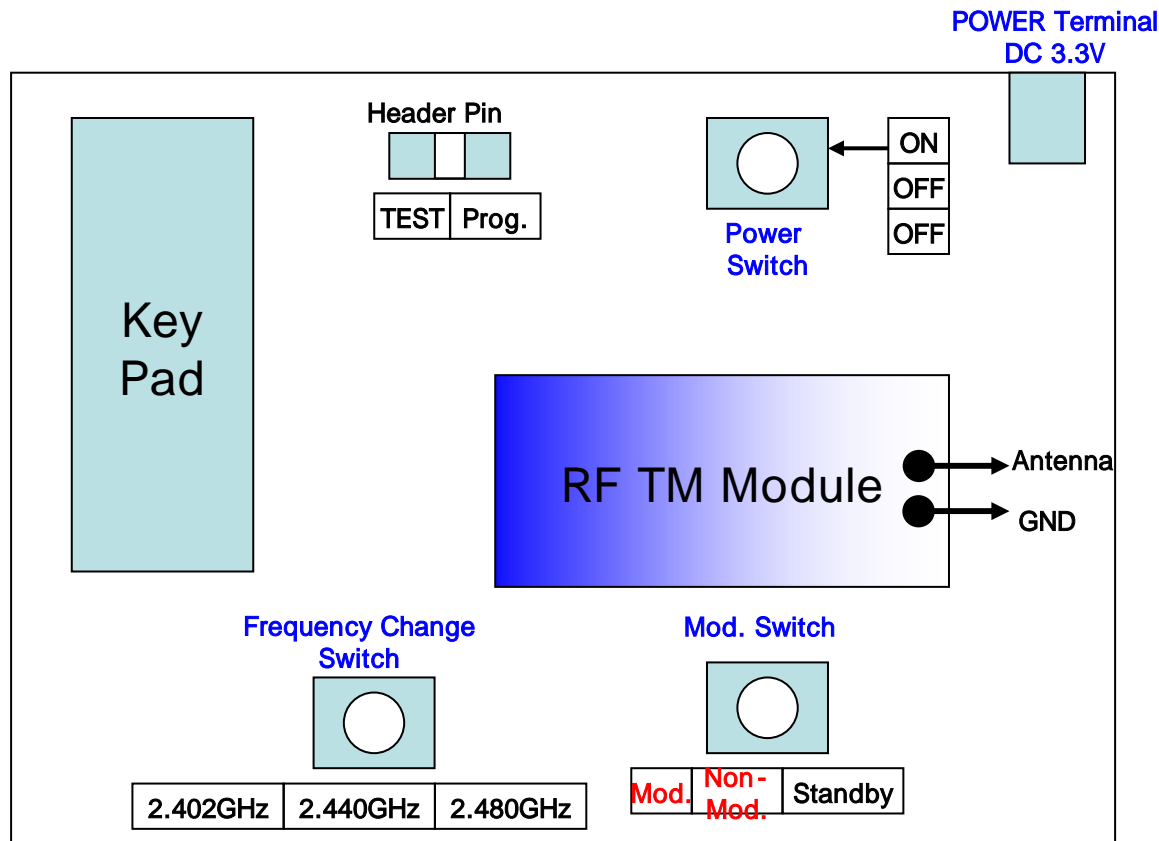 POWER Terminal
DC 3.3V
Header Pin
TEST Prog.
ON
OFF
OFF
Power
Switch
Key
Pad
RF TM Module
Antenna
GND
Frequency Change
Switch
2.402GHz 2.440GHz 2.480GHz
Mod. Switch
Mod. Non-
Mod. Standby